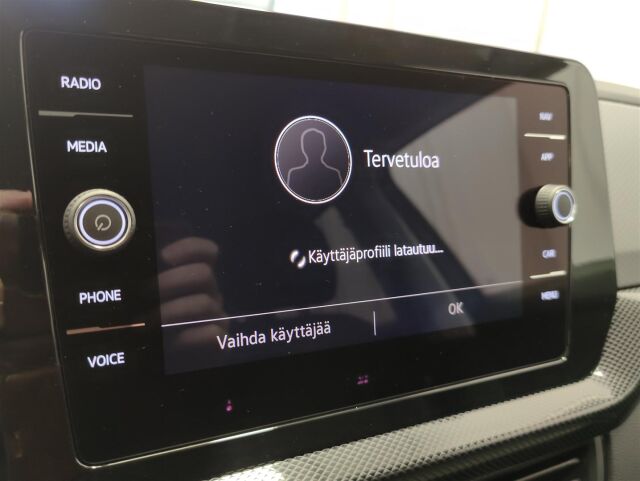 RADIO
MEDIA
PHONE
VOICE
Tervetuloa
Käyttäjäprofiili latautuu...
Vaihda käyttäjää
OK
NAV
APP
CAR
MENU